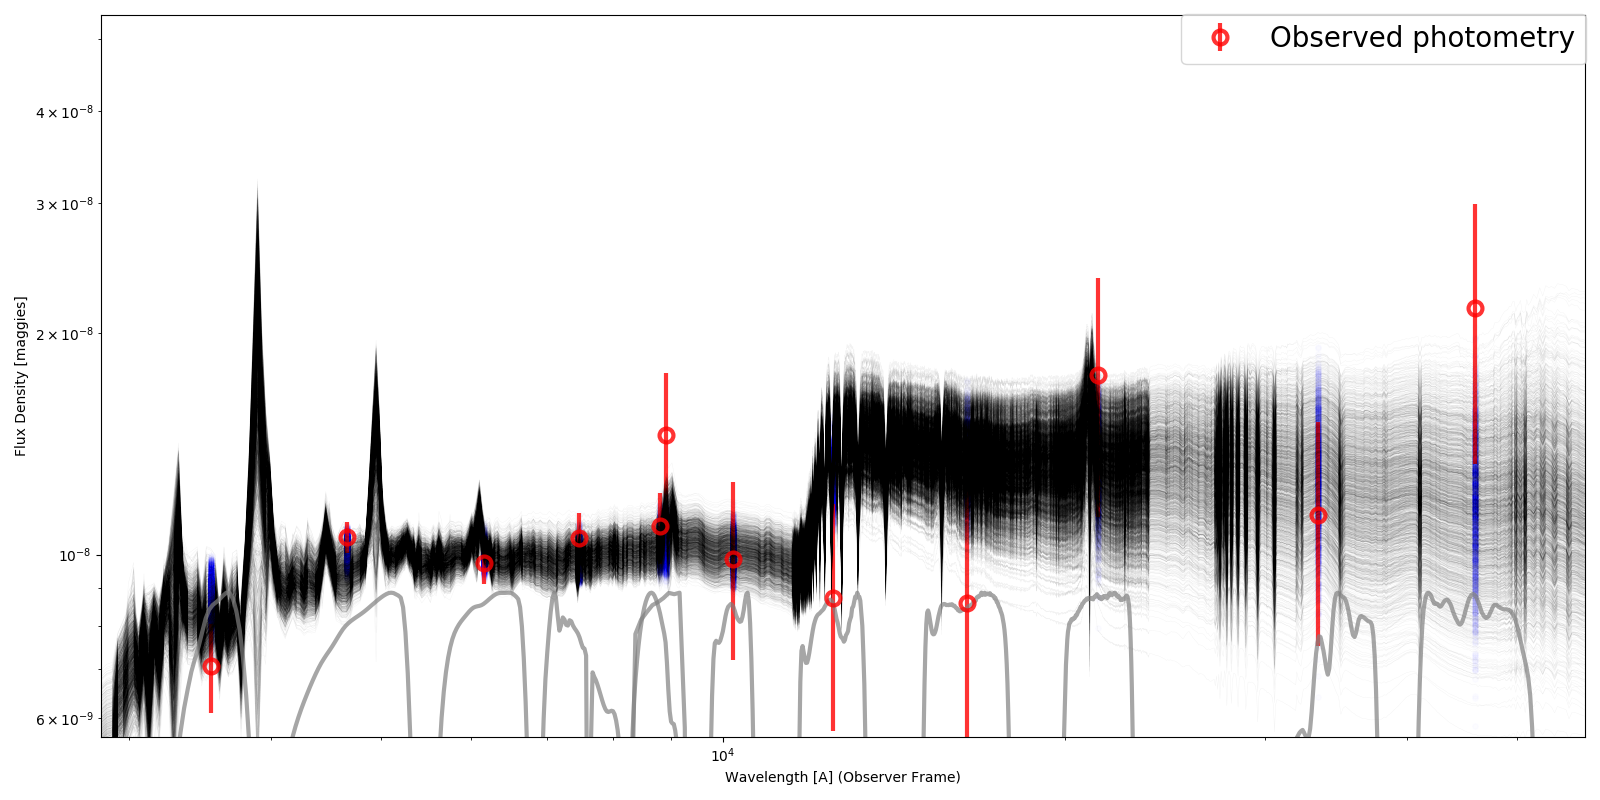 Observed photometry
Flux Density [maggies]
4 × 10⁻⁸
3 × 10⁻⁸
2 × 10⁻⁸
10⁻⁸
6 × 10⁻⁹
10⁴
Wavelength [A] (Observer Frame)